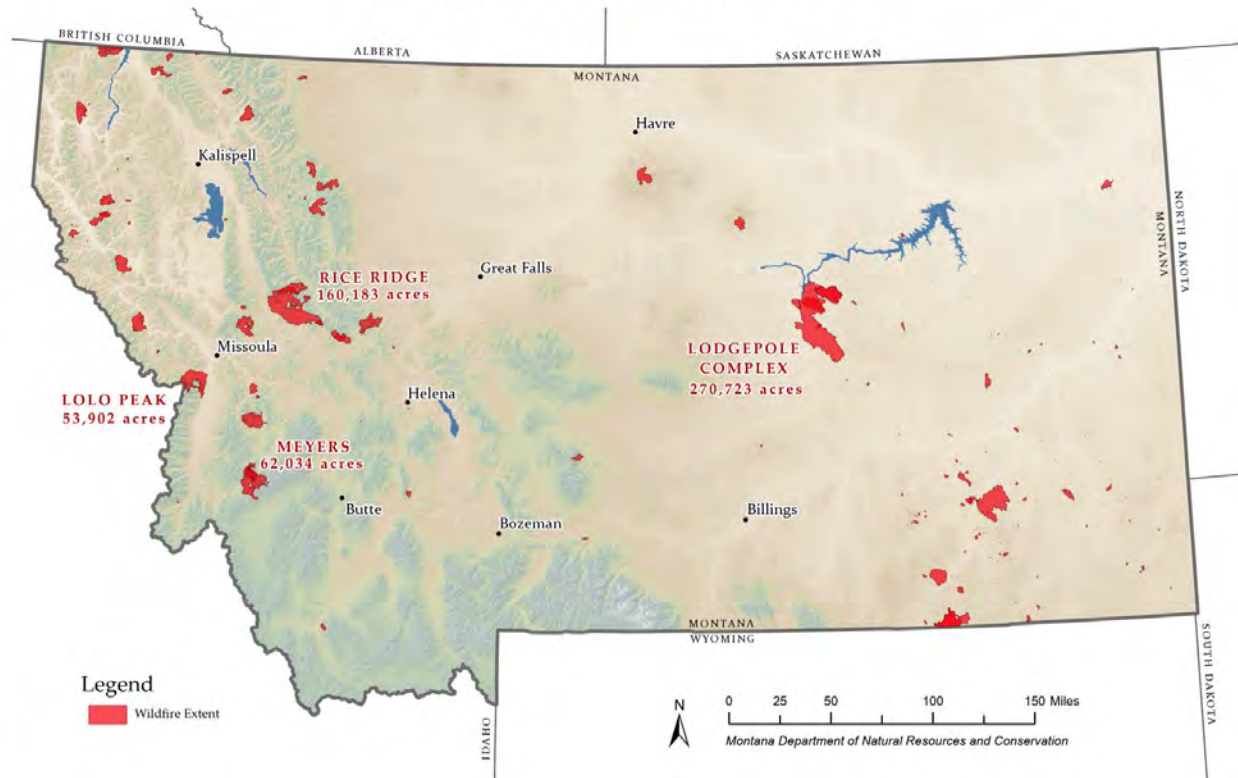 BRITISH COLUMBIA
ALBERTA
SASKATCHEWAN
MONTANA
Havre
Kalispell
NORTH DAKOTA
MONTANA
RICE RIDGE
160,183 acres
Great Falls
Missoula
LODGEPOLE
COMPLEX
270,723 acres
LOLO PEAK
53,902 acres
Helena
MEYERS
62,034 acres
Butte
Bozeman
Billings
MONTANA
WYOMING
SOUTH DAKOTA
IDAHO
Legend
Wildfire Extent
N
0 25 50 100 150 Miles
Montana Department of Natural Resources and Conservation